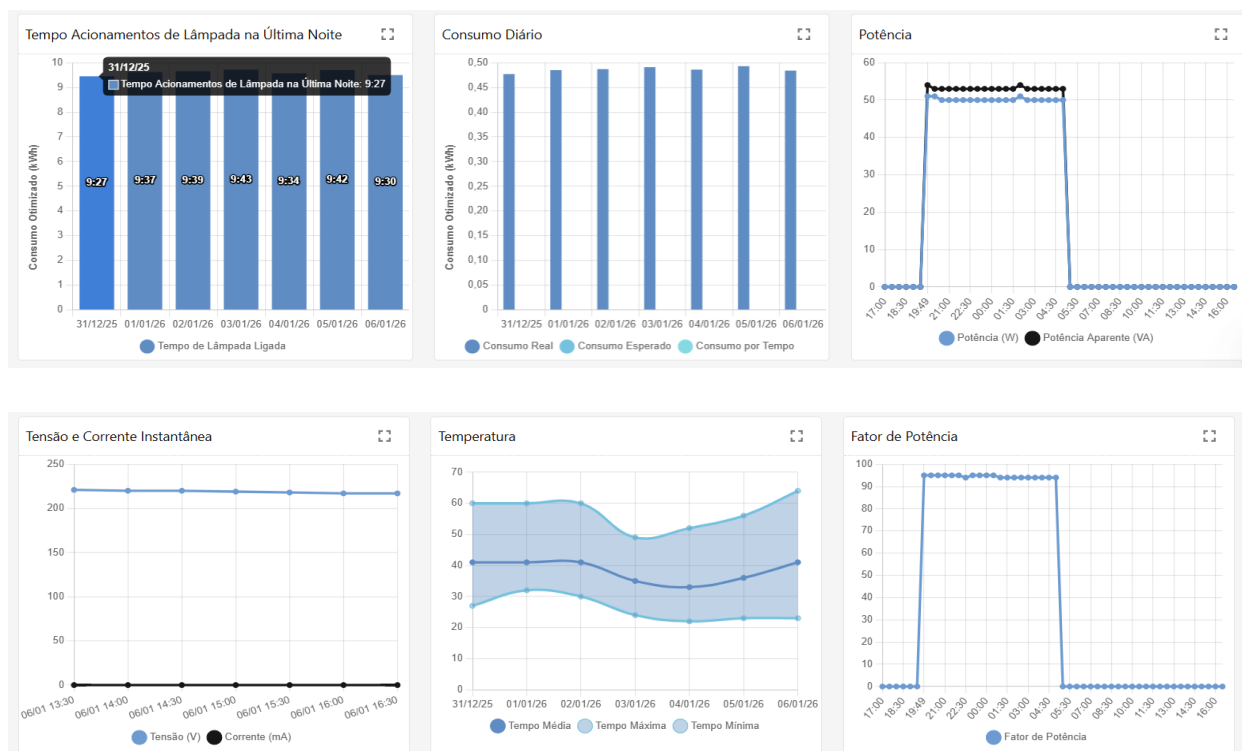 Tempo Acionamentos de Lâmpada na Última Noite
Consumo Otimizado (kWh)
10
9
8
7
6
5
4
3
2
1
0
31/12/25
Tempo Acionamentos de Lâmpada na Última Noite: 9:27
9:27 9:37 9:39 9:43 9:34 9:42 9:30
31/12/25 01/01/26 02/01/26 03/01/26 04/01/26 05/01/26 06/01/26
Tempo de Lâmpada Ligada
Consumo Diário
Consumo Otimizado (kWh)
0,50
0,45
0,40
0,35
0,30
0,25
0,20
0,15
0,10
0,05
0
31/12/25 01/01/26 02/01/26 03/01/26 04/01/26 05/01/26 06/01/26
Consumo Real Consumo Esperado Consumo por Tempo
Potência
60
50
40
30
20
10
0
17:00 18:30 19:49 21:00 22:30 00:00 01:30 03:00 04:30 05:30 07:00 08:30 10:00 11:30 13:00 14:30 16:00
Potência (W) Potência Aparente (VA)
Tensão e Corrente Instantânea
250
200
150
100
50
0
06/01 13:30 06/01 14:00 06/01 14:30 06/01 15:00 06/01 15:30 06/01 16:00 06/01 16:30
Tensão (V) Corrente (mA)
Temperatura
70
60
50
40
30
20
10
0
31/12/25 01/01/26 02/01/26 03/01/26 04/01/26 05/01/26 06/01/26
Tempo Média Tempo Máxima Tempo Mínima
Fator de Potência
100
90
80
70
60
50
40
30
20
10
0
17:00 18:30 19:49 21:00 22:30 00:00 01:30 03:00 04:30 05:30 07:00 08:30 10:00 11:30 13:00 14:30 16:00
Fator de Potência